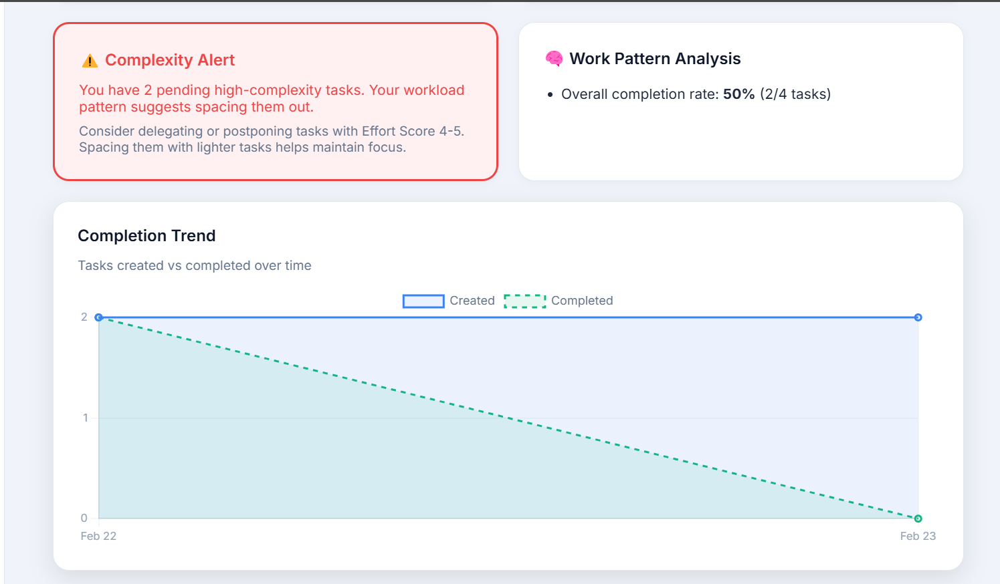 ⚠️ Complexity Alert
You have 2 pending high-complexity tasks. Your workload
pattern suggests spacing them out.
Consider delegating or postponing tasks with Effort Score 4-5.
Spacing them with lighter tasks helps maintain focus.
🧠 Work Pattern Analysis
• Overall completion rate: 50% (2/4 tasks)
Completion Trend
Tasks created vs completed over time
Created Completed
2
1
0
Feb 22 Feb 23